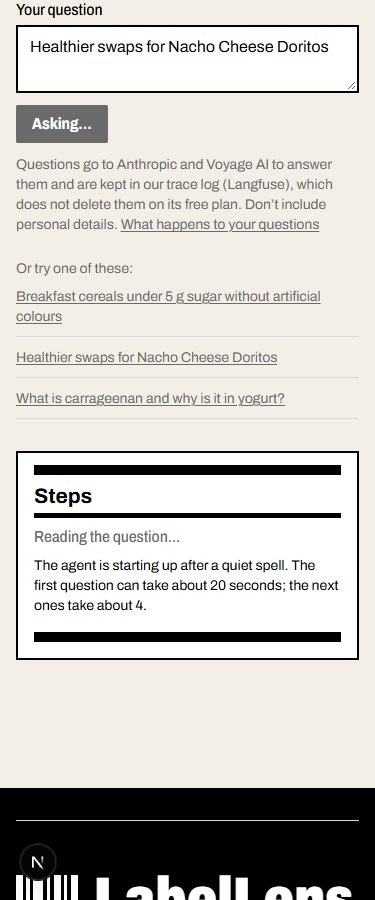 Your question
Healthier swaps for Nacho Cheese Doritos
Asking...
Questions go to Anthropic and Voyage AI to answer
them and are kept in our trace log (Langfuse), which
does not delete them on its free plan. Don't include
personal details. What happens to your questions
Or try one of these:
Breakfast cereals under 5 g sugar without artificial
colours
Healthier swaps for Nacho Cheese Doritos
What is carrageenan and why is it in yogurt?
Steps
Reading the question...
The agent is starting up after a quiet spell. The
first question can take about 20 seconds; the next
ones take about 4.
N
LabelLens